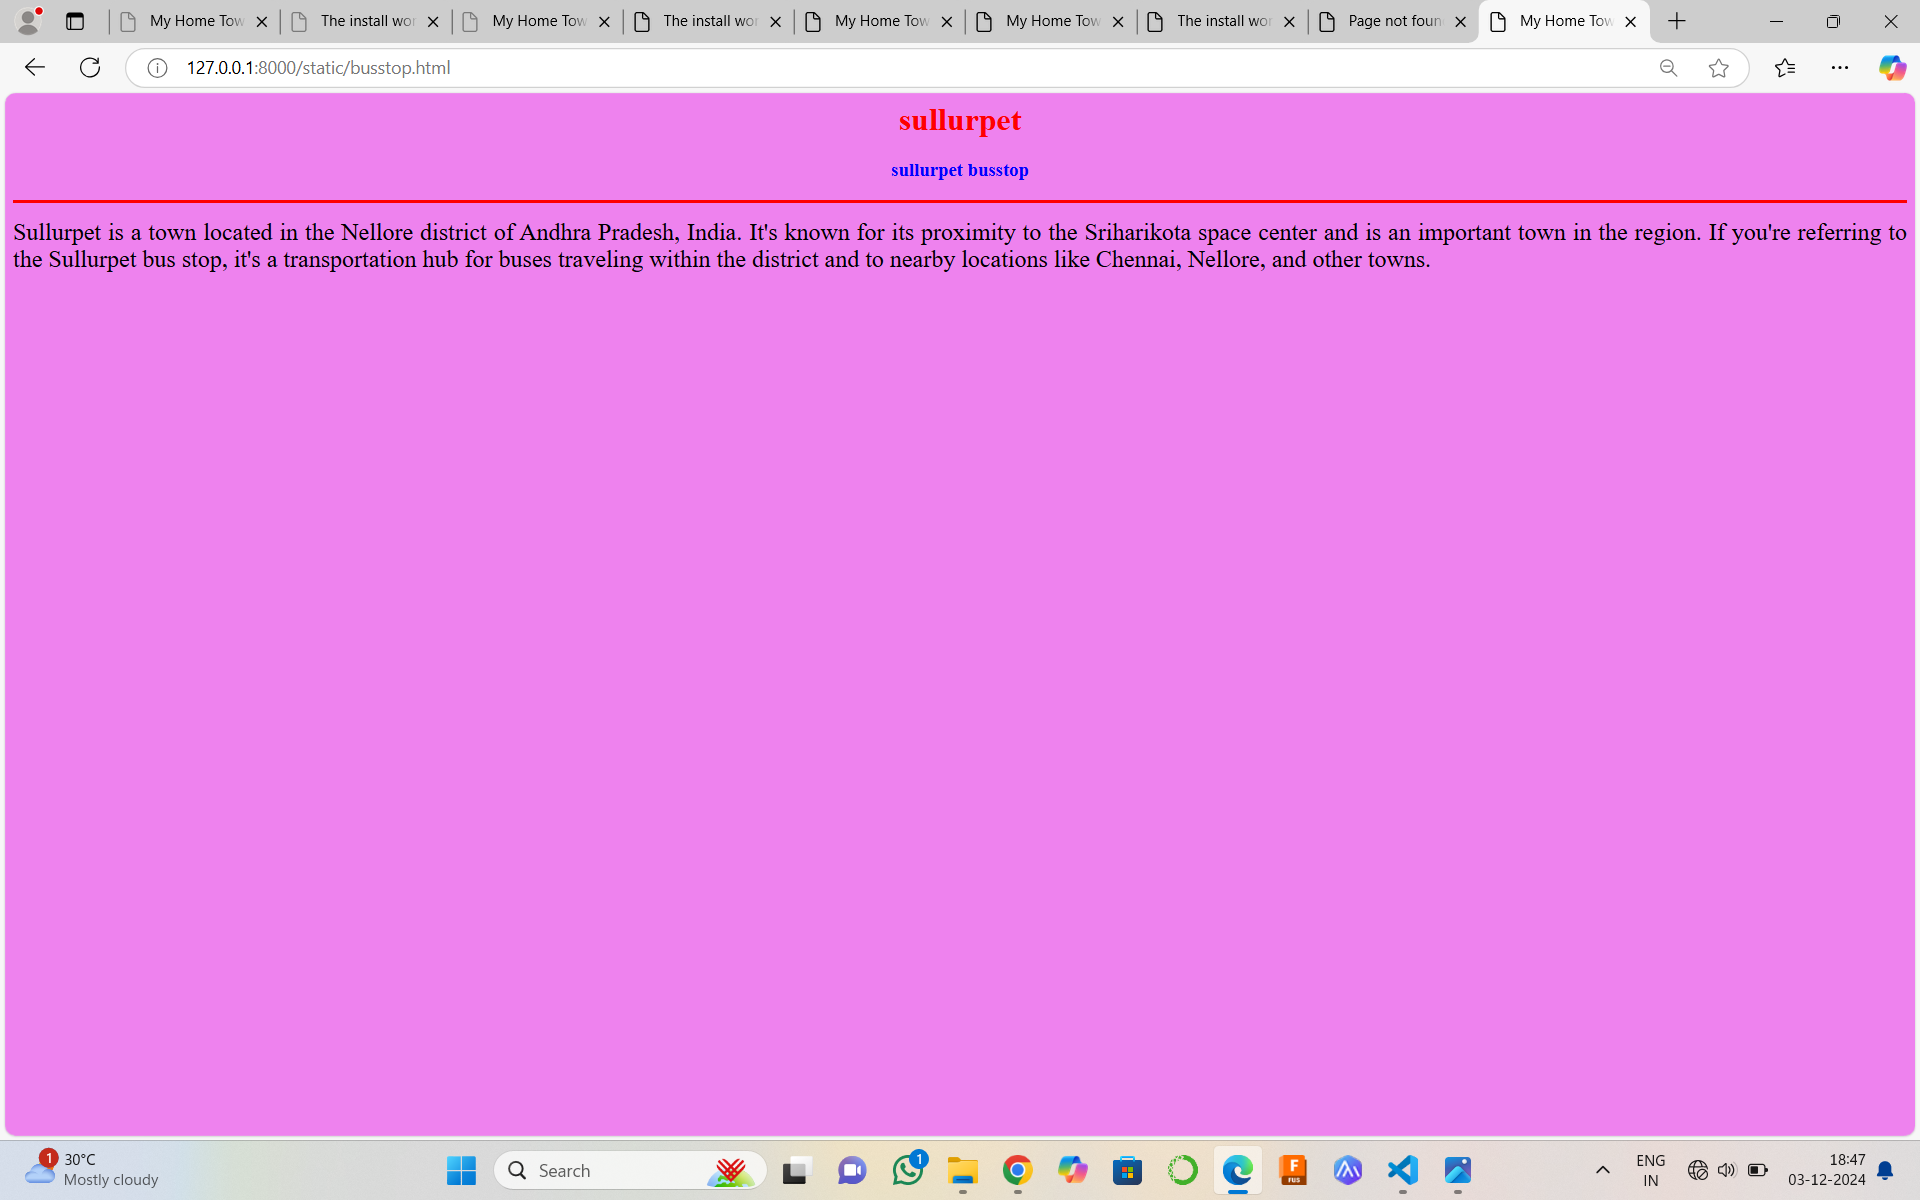 My Home Tow
The install wor
My Home Tow
The install wor
My Home Tow
My Home Tow
The install wor
Page not foun
My Home Tow
127.0.0.1:8000/static/busstop.html
sullurpet
sullurpet busstop
Sullurpet is a town located in the Nellore district of Andhra Pradesh, India. It's known for its proximity to the Sriharikota space center and is an important town in the region. If you're referring to
the Sullurpet bus stop, it's a transportation hub for buses traveling within the district and to nearby locations like Chennai, Nellore, and other towns.
1
30°C
Mostly cloudy
Search
1
F
FUS
ENG
IN
18:47
03-12-2024